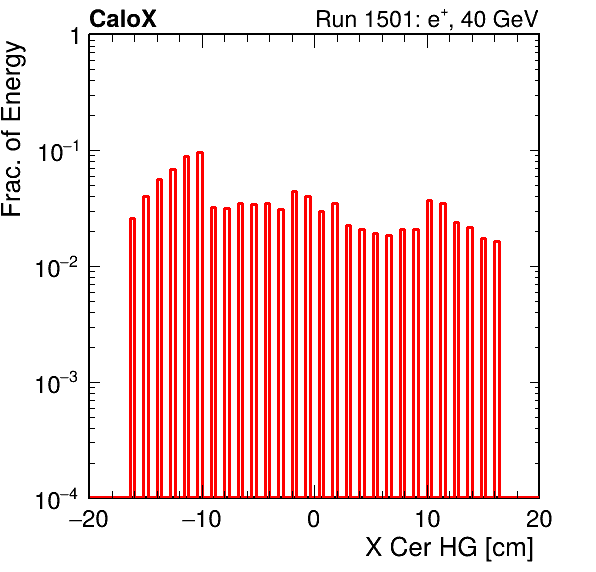 CaloX Run 1501: e⁺, 40 GeV
Frac. of Energy
1
10⁻¹
10⁻²
10⁻³
10⁻⁴
−20 −10 0 10 20
X Cer HG [cm]